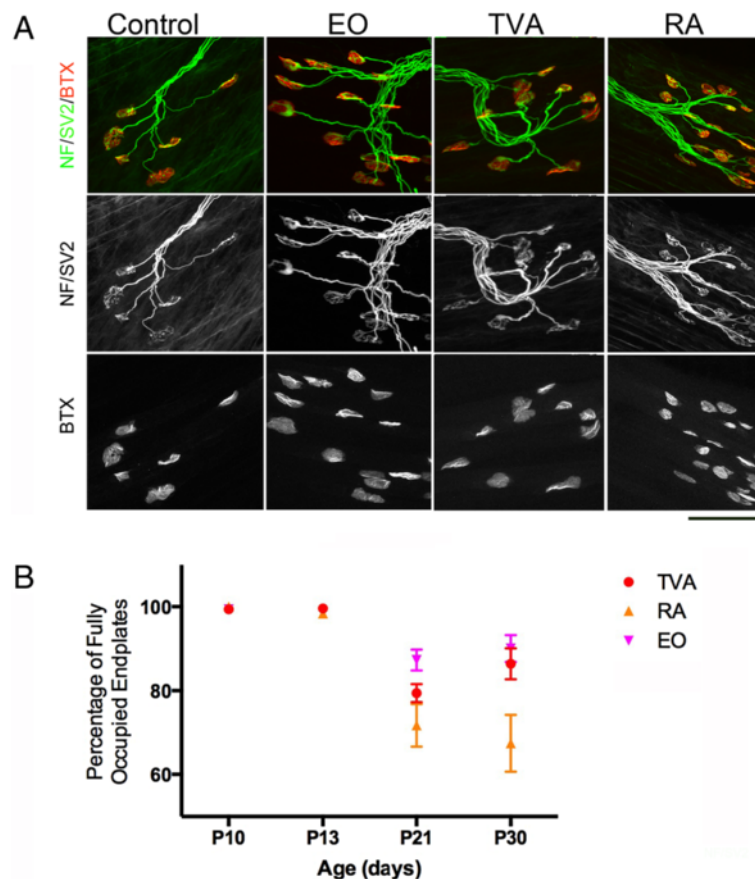 A
Control EO TVA RA
NF/SV2/BTX
NF/SV2
BTX
B
Percentage of Fully
Occupied Endplates
100
80
60
P10 P13 P21 P30
Age (days)
TVA
RA
EO